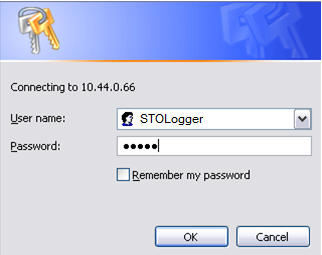 Connecting to 10.44.0.66
User name: STOLogger
Password: •••••
Remember my password
OK Cancel